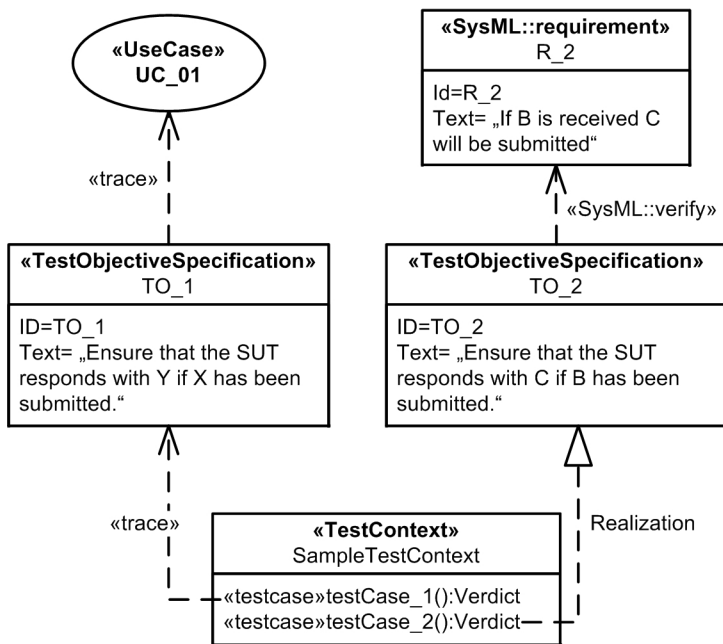 «UseCase»
UC_01
«SysML::requirement»
R_2
Id=R_2
Text= „If B is received C
will be submitted“
«trace»
«SysML::verify»
«TestObjectiveSpecification»
TO_1
ID=TO_1
Text= „Ensure that the SUT
responds with Y if X has been
submitted.“
«TestObjectiveSpecification»
TO_2
ID=TO_2
Text= „Ensure that the SUT
responds with C if B has been
submitted.“
«trace»
Realization
«TestContext»
SampleTestContext
«testcase»testCase_1():Verdict
«testcase»testCase_2():Verdict